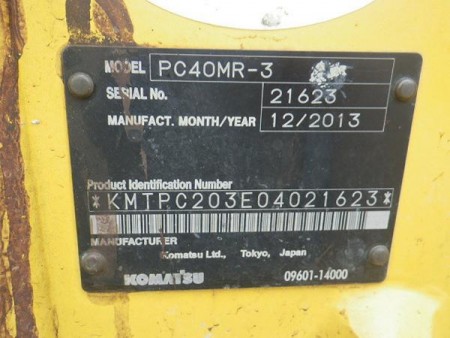 MODEL PC40MR-3
SERIAL No. 21623
MANUFACT. MONTH/YEAR 12/2013
Product Identification Number
*KMTPC203E04021623*
MANUFACTURER
Komatsu Ltd., Tokyo, Japan
KOMATSU 09601-14000